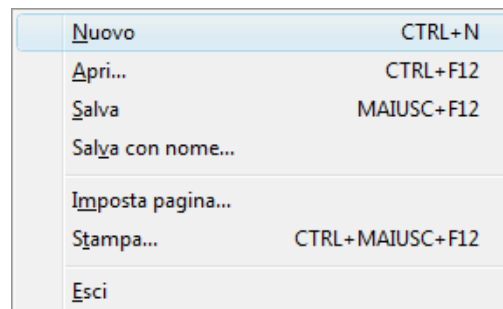 Nuovo CTRL+N
Apri... CTRL+F12
Salva MAIUSC+F12
Salva con nome...
Imposta pagina...
Stampa... CTRL+MAIUSC+F12
Esci